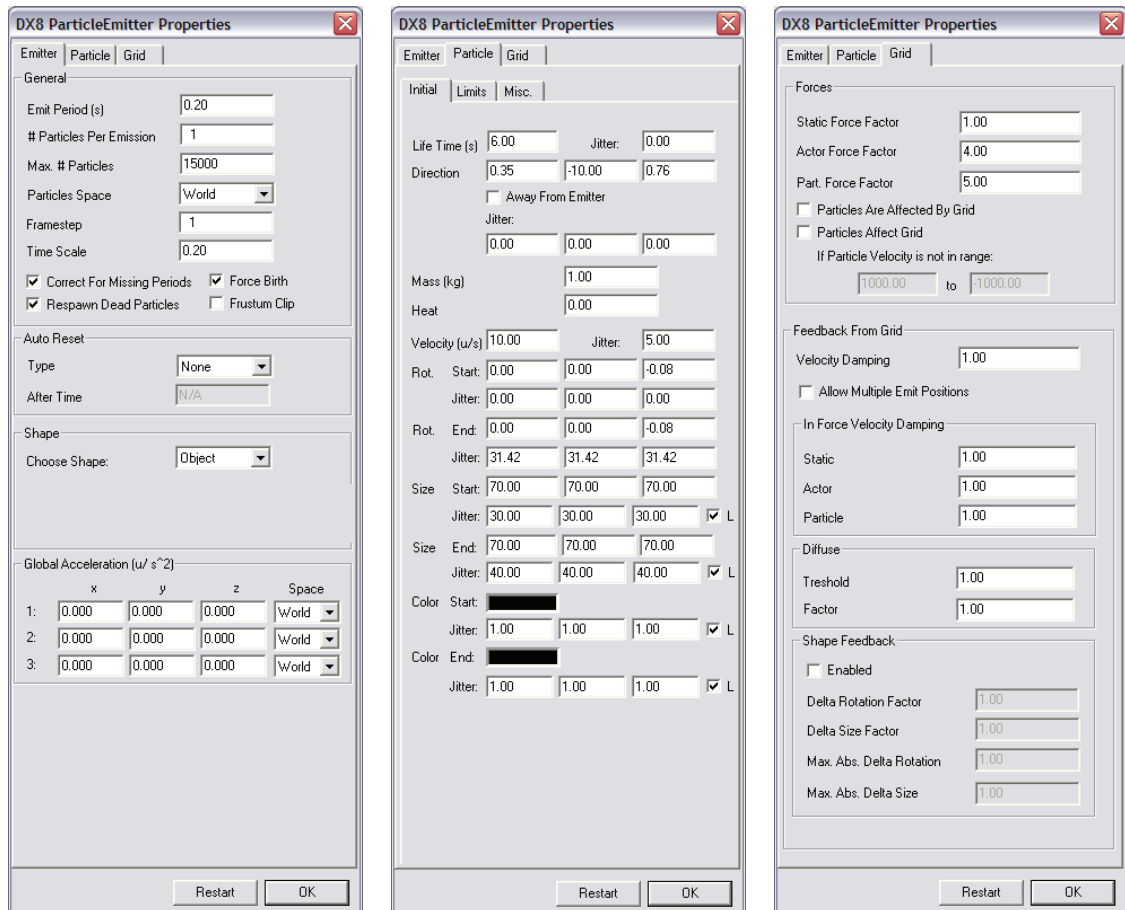 DX8 ParticleEmitter Properties
Emitter Particle Grid
General
Emit Period (s) 0.20
# Particles Per Emission 1
Max. # Particles 15000
Particles Space World
Framestep 1
Time Scale 0.20
Correct For Missing Periods Force Birth
Respawn Dead Particles Frustum Clip
Auto Reset
Type None
After Time N/A
Shape
Choose Shape: Object
Global Acceleration (u/ s^2)
x y z Space
1: 0.000 0.000 0.000 World
2: 0.000 0.000 0.000 World
3: 0.000 0.000 0.000 World
Restart OK
DX8 ParticleEmitter Properties
Emitter Particle Grid
Initial Limits Misc.
Life Time (s) 6.00 Jitter: 0.00
Direction 0.35 -10.00 0.76
Away From Emitter
Jitter:
0.00 0.00 0.00
Mass (kg) 1.00
Heat 0.00
Velocity (u/s) 10.00 Jitter: 5.00
Rot. Start: 0.00 0.00 -0.08
Jitter: 0.00 0.00 0.00
Rot. End: 0.00 0.00 -0.08
Jitter: 31.42 31.42 31.42
Size Start: 70.00 70.00 70.00
Jitter: 30.00 30.00 30.00 L
Size End: 70.00 70.00 70.00
Jitter: 40.00 40.00 40.00 L
Color Start:
Jitter: 1.00 1.00 1.00 L
Color End:
Jitter: 1.00 1.00 1.00 L
Restart OK
DX8 ParticleEmitter Properties
Emitter Particle Grid
Forces
Static Force Factor 1.00
Actor Force Factor 4.00
Part. Force Factor 5.00
Particles Are Affected By Grid
Particles Affect Grid
If Particle Velocity is not in range:
1000.00 to -1000.00
Feedback From Grid
Velocity Damping 1.00
Allow Multiple Emit Positions
In Force Velocity Damping
Static 1.00
Actor 1.00
Particle 1.00
Diffuse
Treshold 1.00
Factor 1.00
Shape Feedback
Enabled
Delta Rotation Factor 1.00
Delta Size Factor 1.00
Max. Abs. Delta Rotation 1.00
Max. Abs. Delta Size 1.00
Restart OK